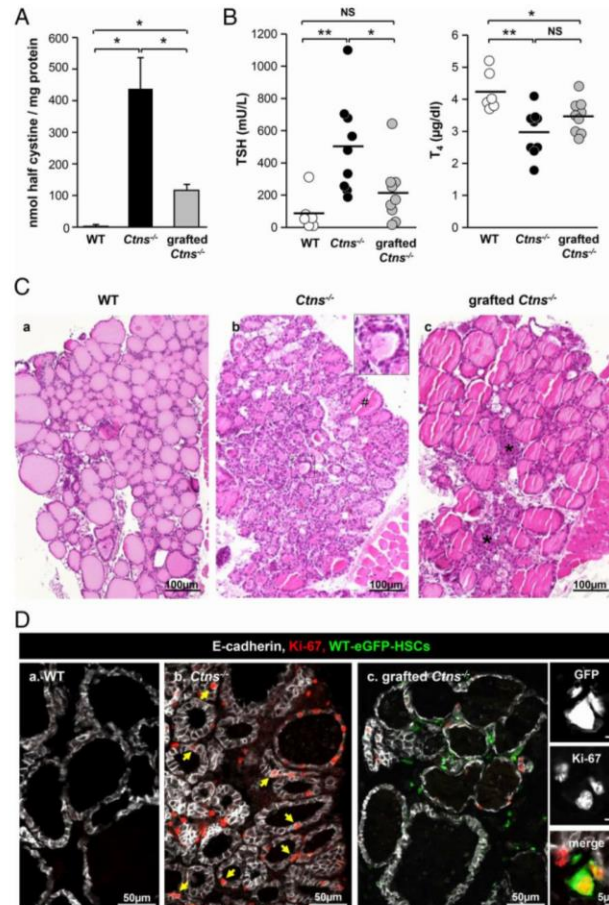 A
B
* 
* *
nmol half cystine / mg protein
600
500
400
300
200
100
0
WT Ctns-/- grafted Ctns-/-
NS
** *
TSH (mU/L)
1200
1000
800
600
400
200
0
WT Ctns-/- grafted Ctns-/-
*
** NS
T4 (µg/dl)
6
5
4
3
2
1
0
WT Ctns-/- grafted Ctns-/-
C
WT Ctns-/- grafted Ctns-/-
a b c
#
*
*
100µm 100µm 100µm
D
E-cadherin, Ki-67, WT-eGFP-HSCs
a. WT b. Ctns-/- c. grafted Ctns-/- GFP
Ki-67
merge
50µm 50µm 50µm 5µm